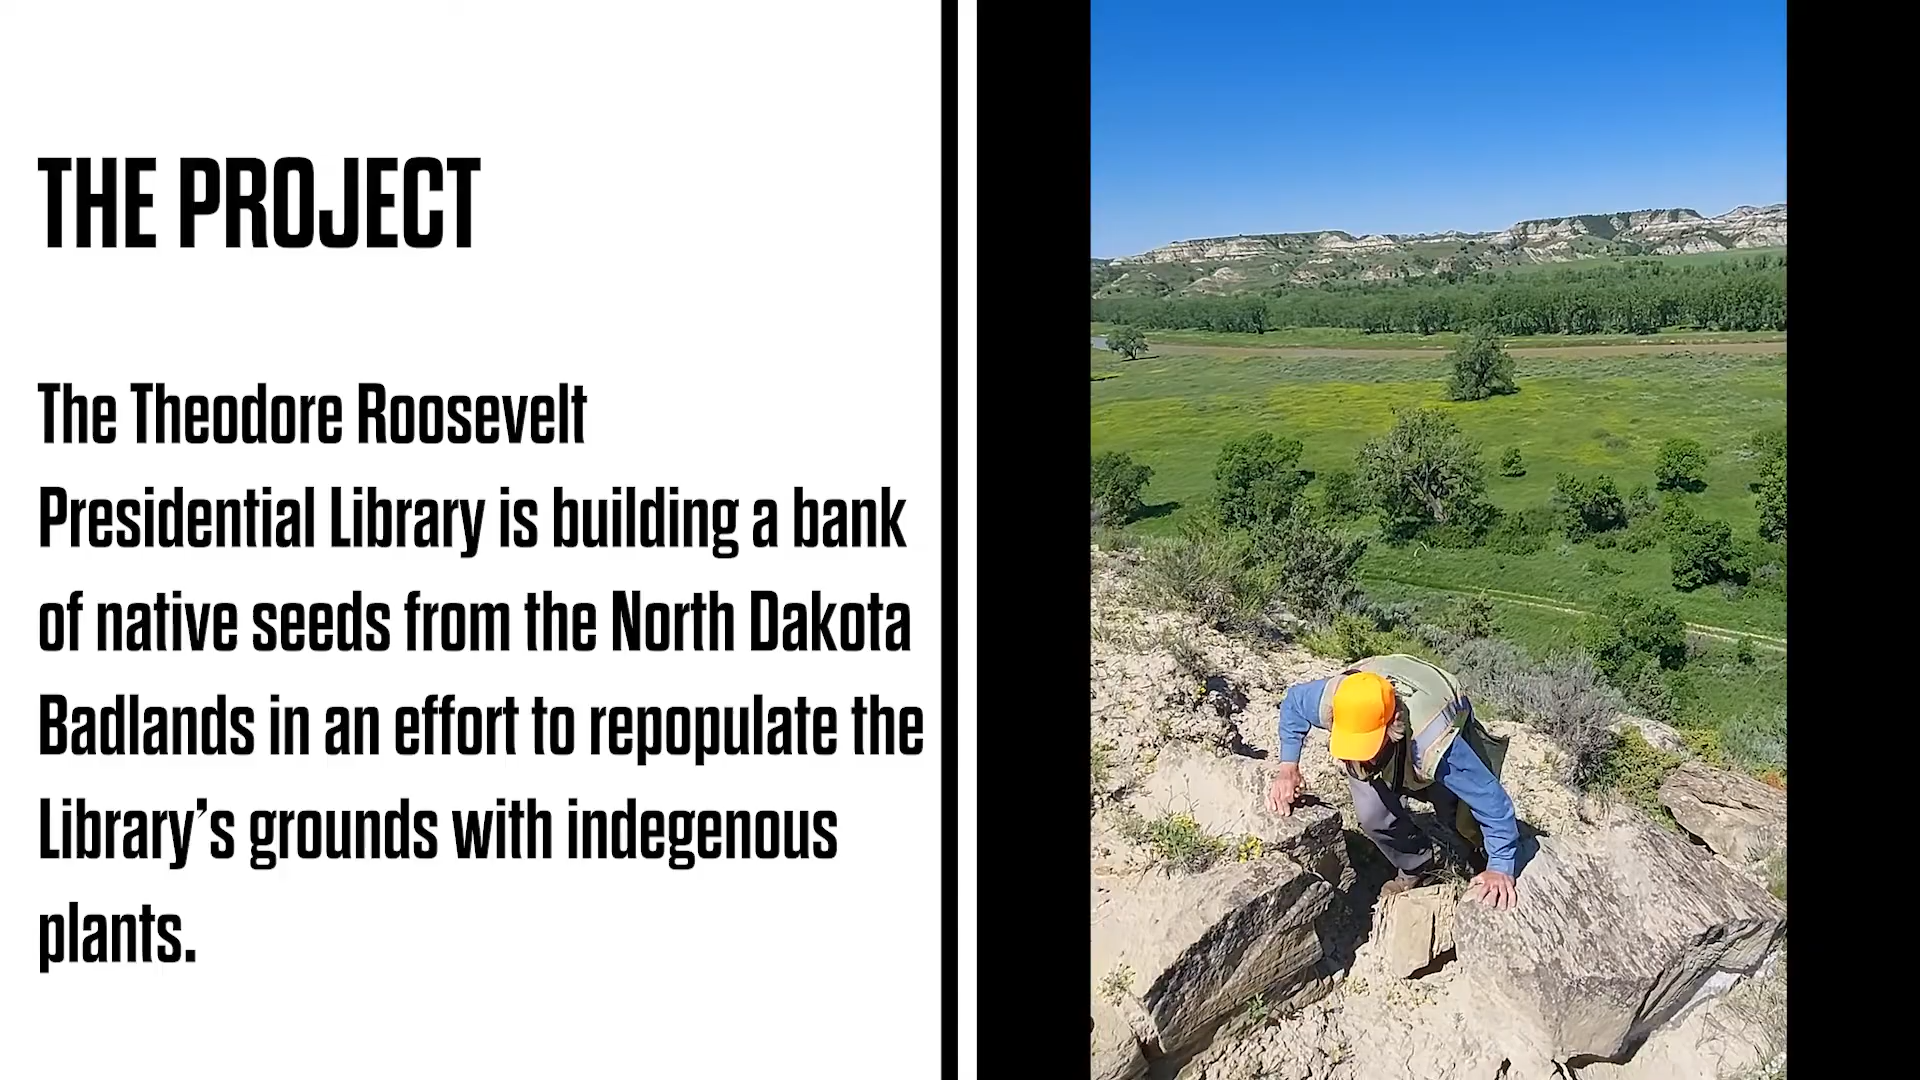 THE PROJECT
The Theodore Roosevelt
Presidential Library is building a bank
of native seeds from the North Dakota
Badlands in an effort to repopulate the
Library’s grounds with indegenous
plants.